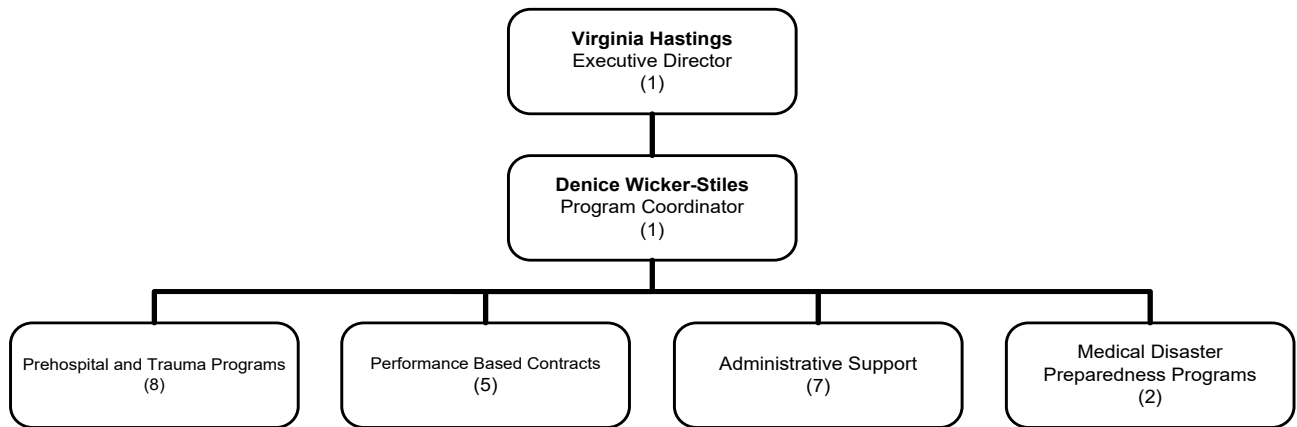 Virginia Hastings
Executive Director
(1)
Denice Wicker-Stiles
Program Coordinator
(1)
Prehospital and Trauma Programs
(8)
Performance Based Contracts
(5)
Administrative Support
(7)
Medical Disaster
Preparedness Programs
(2)